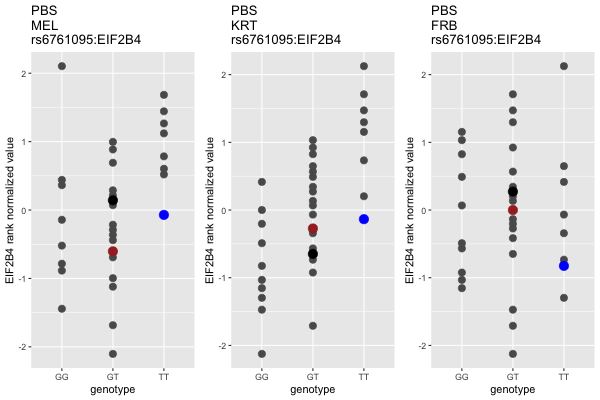 PBS
MEL
rs6761095:EIF2B4
EIF2B4 rank normalized value
2
1
0
-1
-2
GG GT TT
genotype
PBS
KRT
rs6761095:EIF2B4
EIF2B4 rank normalized value
2
1
0
-1
-2
GG GT TT
genotype
PBS
FRB
rs6761095:EIF2B4
EIF2B4 rank normalized value
2
1
0
-1
-2
GG GT TT
genotype